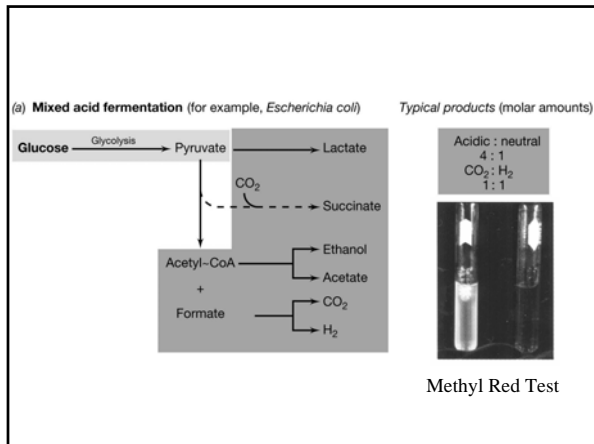 (a) Mixed acid fermentation (for example, Escherichia coli)
Typical products (molar amounts)
Glycolysis
Glucose
Pyruvate
Lactate
CO₂
Succinate
Ethanol
Acetyl~CoA
Acetate
+
CO₂
Formate
H₂
Acidic : neutral
4 : 1
CO₂ : H₂
1 : 1
Methyl Red Test